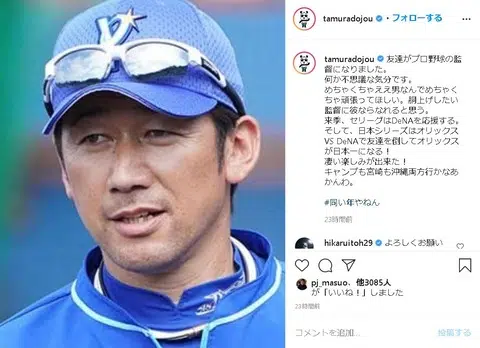 tamuradojou • フォローする
tamuradojou 友達がプロ野球の監
督になりました。
何か不思議な気分です。
めちゃくちゃええ男なんでめちゃく
ちゃ頑張ってほしい。胴上げしたい
監督に彼ならなれると思う。
来季、セリーグはDeNAを応援する。
そして、日本シリーズはオリックス
VS DeNAで友達を倒してオリックス
が日本一になる！
凄い楽しみが出来た！
キャンプも宮崎も沖縄両方行かなあ
かんわ。
#同い年やねん
23時間前
hikaruitoh29 よろしくお願い
pj_masuo、他3085人
が「いいね！」しました
23時間前
コメントを追加... 投稿する